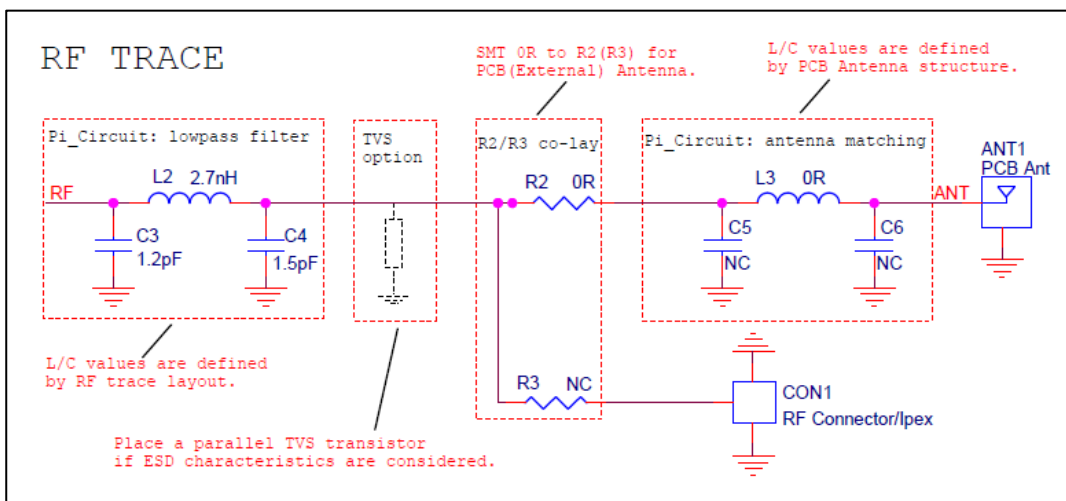 RF TRACE
SMT 0R to R2(R3) for
PCB(External) Antenna.
L/C values are defined
by PCB Antenna structure.
Pi_Circuit: lowpass filter
TVS
option
R2/R3 co-lay
Pi_Circuit: antenna matching
ANT1
PCB Ant
RF
L2 2.7nH
R2 0R
L3 0R
ANT
C3
1.2pF
C4
1.5pF
C5
NC
C6
NC
L/C values are defined
by RF trace layout.
R3 NC
CON1
RF Connector/Ipex
Place a parallel TVS transistor
if ESD characteristics are considered.